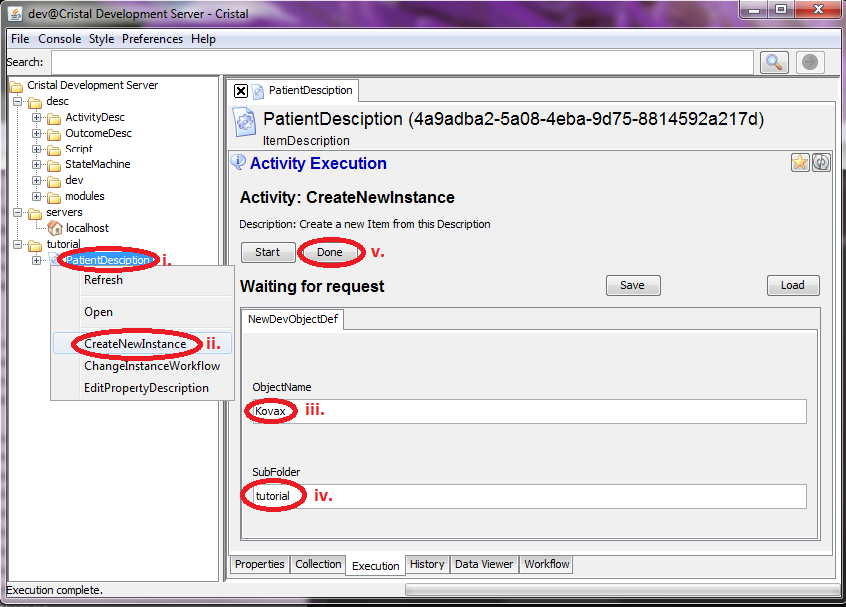 dev@Cristal Development Server - Cristal
File Console Style Preferences Help
Search:
Cristal Development Server
desc
ActivityDesc
OutcomeDesc
Script
StateMachine
dev
modules
servers
localhost
tutorial
PatientDesciption i.
Refresh
Open
CreateNewInstance ii.
ChangeInstanceWorkflow
EditPropertyDescription
PatientDesciption
PatientDesciption (4a9adba2-5a08-4eba-9d75-8814592a217d)
ItemDescription
Activity Execution
Activity: CreateNewInstance
Description: Create a new Item from this Description
Start Done v.
Waiting for request Save Load
NewDevObjectDef
ObjectName
Kovax iii.
SubFolder
tutorial iv.
Properties Collection Execution History Data Viewer Workflow
Execution complete.